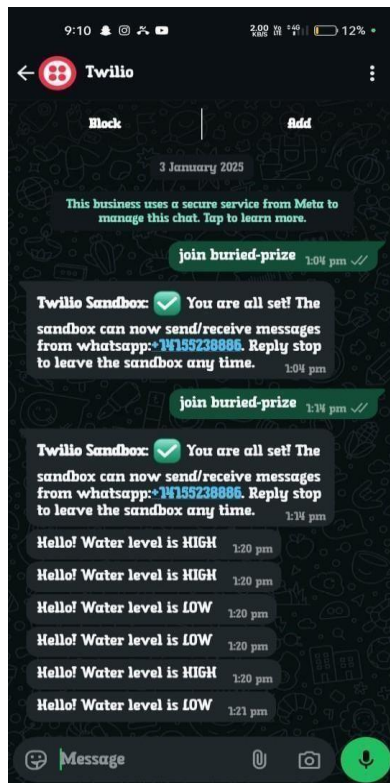 9:10
2.00 KB/S Vo LTE 4G 12%
Twilio
Block
Add
3 January 2025
This business uses a secure service from Meta to
manage this chat. Tap to learn more.
join buried-prize 1:04 pm
Twilio Sandbox: ✅ You are all set! The
sandbox can now send/receive messages
from whatsapp:+14155238886. Reply stop
to leave the sandbox any time. 1:04 pm
join buried-prize 1:14 pm
Twilio Sandbox: ✅ You are all set! The
sandbox can now send/receive messages
from whatsapp:+14155238886. Reply stop
to leave the sandbox any time. 1:14 pm
Hello! Water level is HIGH 1:20 pm
Hello! Water level is HIGH 1:20 pm
Hello! Water level is LOW 1:20 pm
Hello! Water level is LOW 1:20 pm
Hello! Water level is HIGH 1:20 pm
Hello! Water level is LOW 1:21 pm
Message